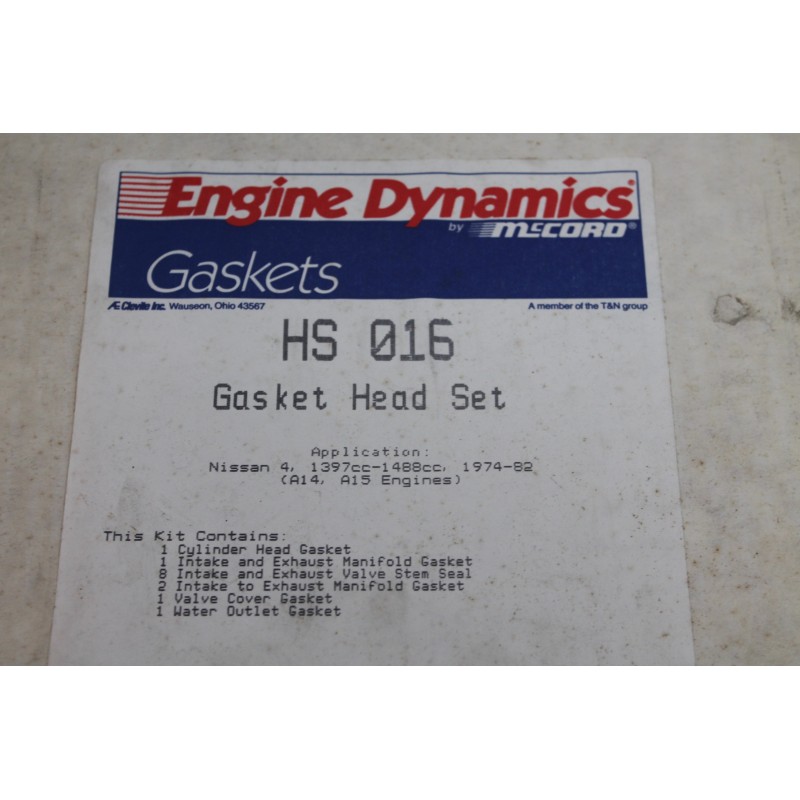 Engine Dynamics®
by McCORD®
Gaskets
AE Clevite Inc. Wauseon, Ohio 43567
A member of the T&N group
HS 016
Gasket Head Set
Application:
Nissan 4, 1397cc-1488cc, 1974-82
(A14, A15 Engines)
This Kit Contains:
1 Cylinder Head Gasket
1 Intake and Exhaust Manifold Gasket
8 Intake and Exhaust Valve Stem Seal
2 Intake to Exhaust Manifold Gasket
1 Valve Cover Gasket
1 Water Outlet Gasket